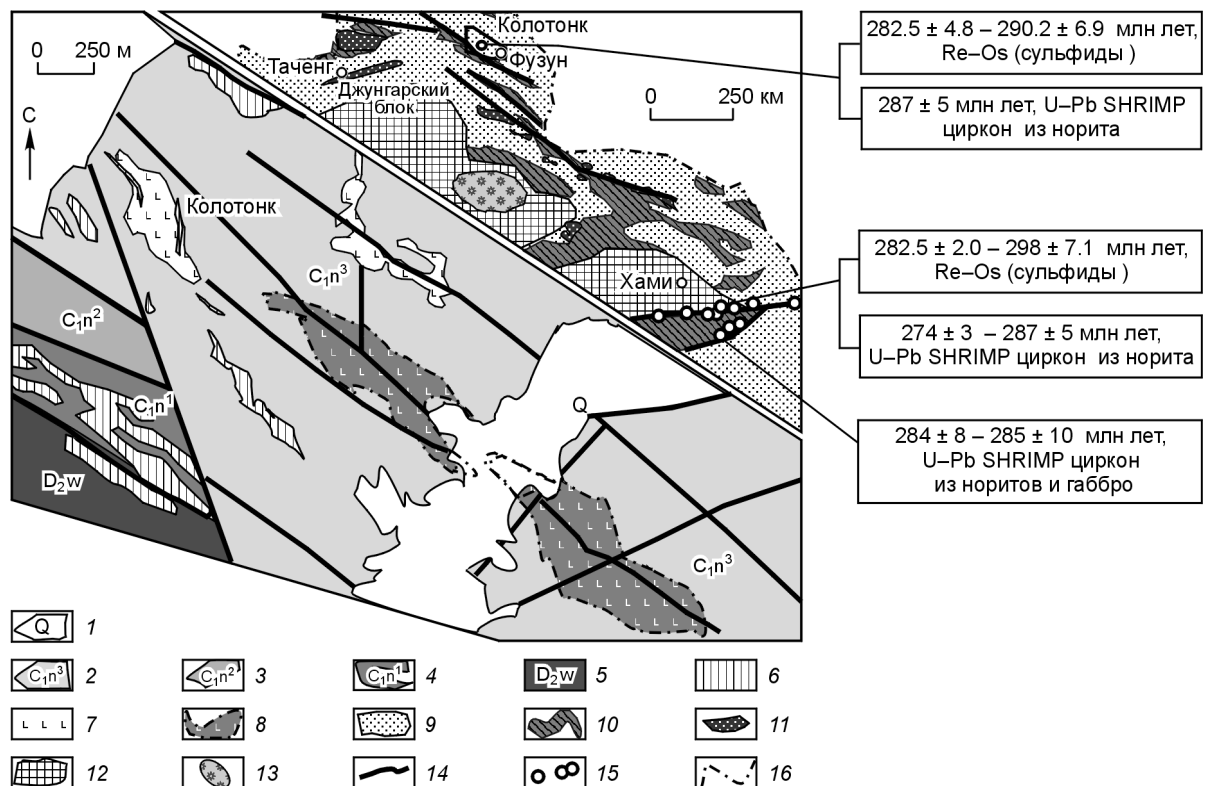 0 250 м
С
Таченг
Джунгарский
блок
Колотонк
Фузун
0 250 км
Хами
282.5 ± 4.8 – 290.2 ± 6.9 млн лет,
Re–Os (сульфиды )
287 ± 5 млн лет, U–Pb SHRIMP
циркон из норита
282.5 ± 2.0 – 298 ± 7.1 млн лет,
Re–Os (сульфиды )
274 ± 3 – 287 ± 5 млн лет,
U–Pb SHRIMP циркон из норита
284 ± 8 – 285 ± 10 млн лет,
U–Pb SHRIMP циркон
из норитов и габбро
Колотонк
C₁n³
C₁n²
C₁n¹
D₂w
Q
C₁n³
Q 1
C₁n³ 2
C₁n² 3
C₁n¹ 4
D₂w 5
6
7
8
9
10
11
12
13
14
15
16